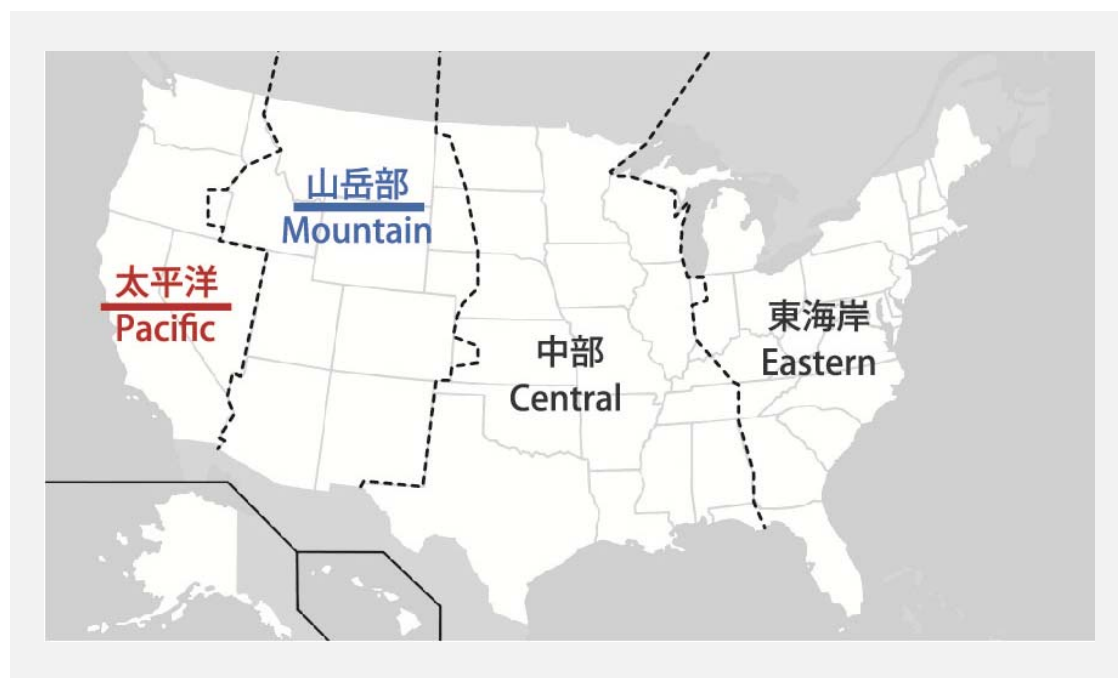 山岳部
Mountain
太平洋
Pacific
中部
Central
東海岸
Eastern